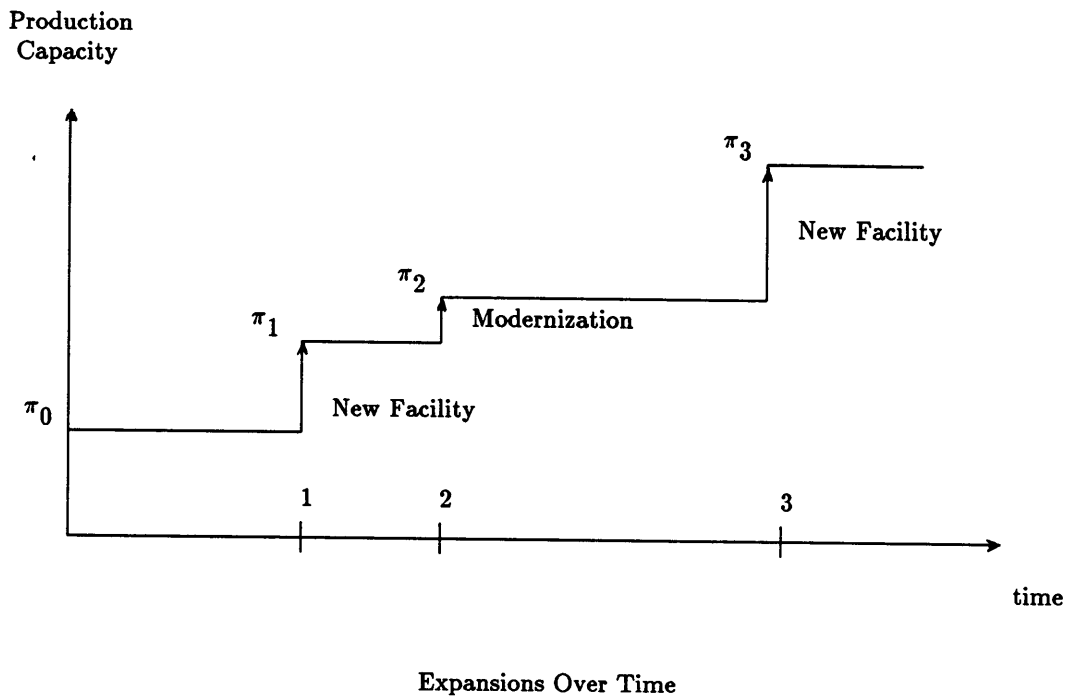 Production
Capacity
π3
New Facility
π2
Modernization
π1
New Facility
π0
1 2 3
time
Expansions Over Time